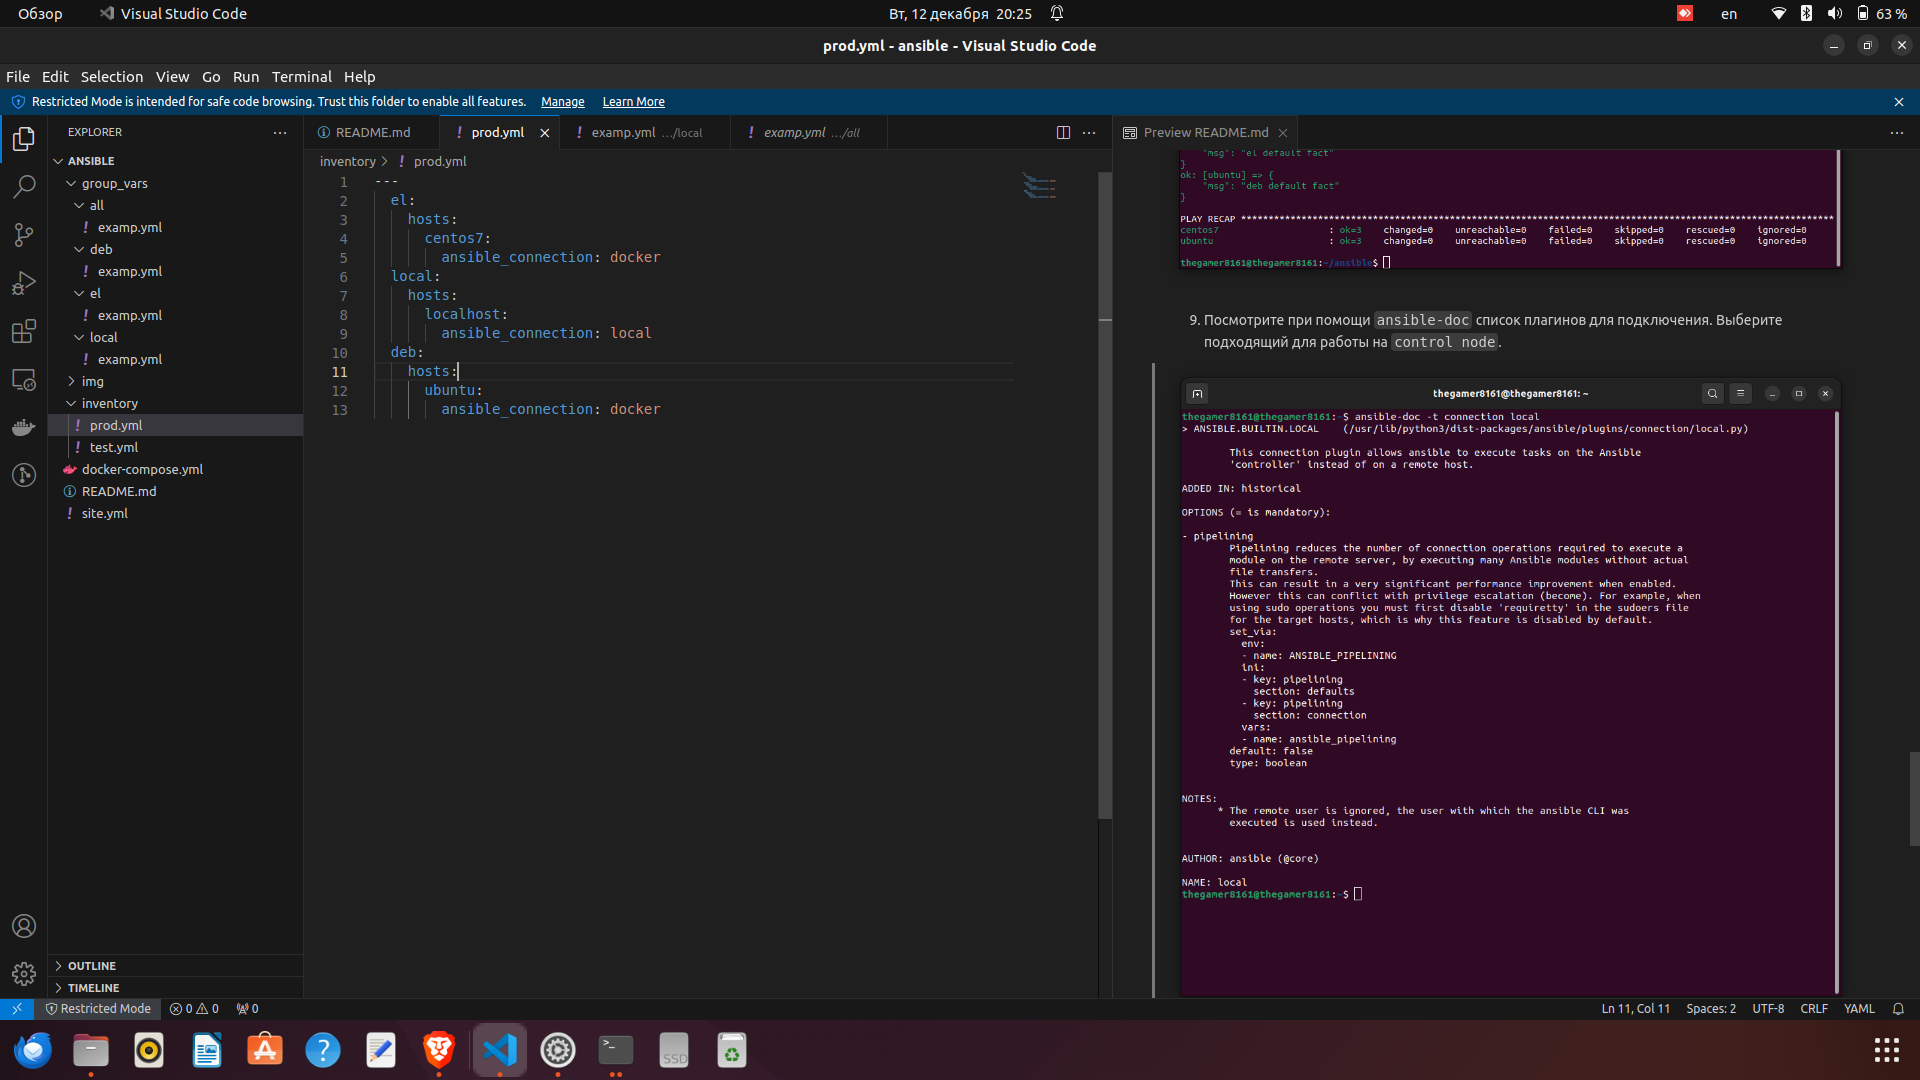 Обзор
Visual Studio Code
Вт, 12 декабря 20:25
en
63 %
prod.yml - ansible - Visual Studio Code
File Edit Selection View Go Run Terminal Help
Restricted Mode is intended for safe code browsing. Trust this folder to enable all features. Manage Learn More
EXPLORER
ANSIBLE
group_vars
all
! examp.yml
deb
! examp.yml
el
! examp.yml
local
! examp.yml
img
inventory
! prod.yml
! test.yml
docker-compose.yml
README.md
! site.yml
OUTLINE
TIMELINE
README.md
! prod.yml
! examp.yml .../local
! examp.yml .../all
inventory > ! prod.yml
1 ---
2 el:
3 hosts:
4 centos7:
5 ansible_connection: docker
6 local:
7 hosts:
8 localhost:
9 ansible_connection: local
10 deb:
11 hosts:
12 ubuntu:
13 ansible_connection: docker
Preview README.md
"msg": "el default fact"
}
ok: [ubuntu] => {
"msg": "deb default fact"
}
PLAY RECAP ****************************************************************
centos7 : ok=3 changed=0 unreachable=0 failed=0 skipped=0 rescued=0 ignored=0
ubuntu : ok=3 changed=0 unreachable=0 failed=0 skipped=0 rescued=0 ignored=0
thegamer8161@thegamer8161:~/ansible$
9. Посмотрите при помощи ansible-doc список плагинов для подключения. Выберите
подходящий для работы на control node.
thegamer8161@thegamer8161: ~
thegamer8161@thegamer8161:~$ ansible-doc -t connection local
> ANSIBLE.BUILTIN.LOCAL (/usr/lib/python3/dist-packages/ansible/plugins/connection/local.py)
This connection plugin allows ansible to execute tasks on the Ansible
'controller' instead of on a remote host.
ADDED IN: historical
OPTIONS (= is mandatory):
- pipelining
Pipelining reduces the number of connection operations required to execute a
module on the remote server, by executing many Ansible modules without actual
file transfers.
This can result in a very significant performance improvement when enabled.
However this can conflict with privilege escalation (become). For example, when
using sudo operations you must first disable 'requiretty' in the sudoers file
for the target hosts, which is why this feature is disabled by default.
set_via:
env:
- name: ANSIBLE_PIPELINING
ini:
- key: pipelining
section: defaults
- key: pipelining
section: connection
vars:
- name: ansible_pipelining
default: false
type: boolean
NOTES:
* The remote user is ignored, the user with which the ansible CLI was
executed is used instead.
AUTHOR: ansible (@core)
NAME: local
thegamer8161@thegamer8161:~$
Restricted Mode 0 0 0
Ln 11, Col 11 Spaces: 2 UTF-8 CRLF YAML
SSD